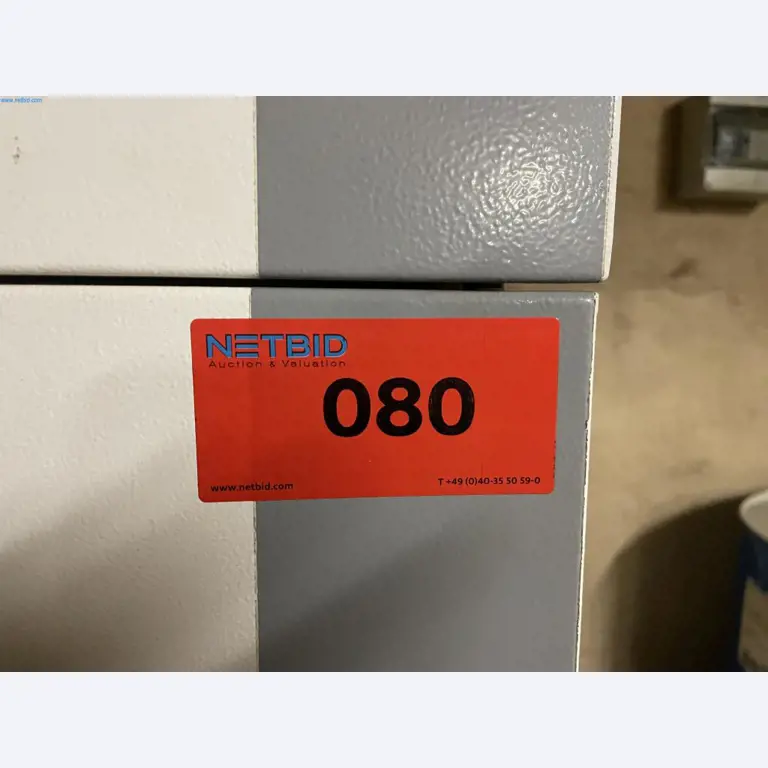 www.netbid.com
NETBID
Auction & Valuation
080
www.netbid.com
T +49 (0)40-35 50 59-0